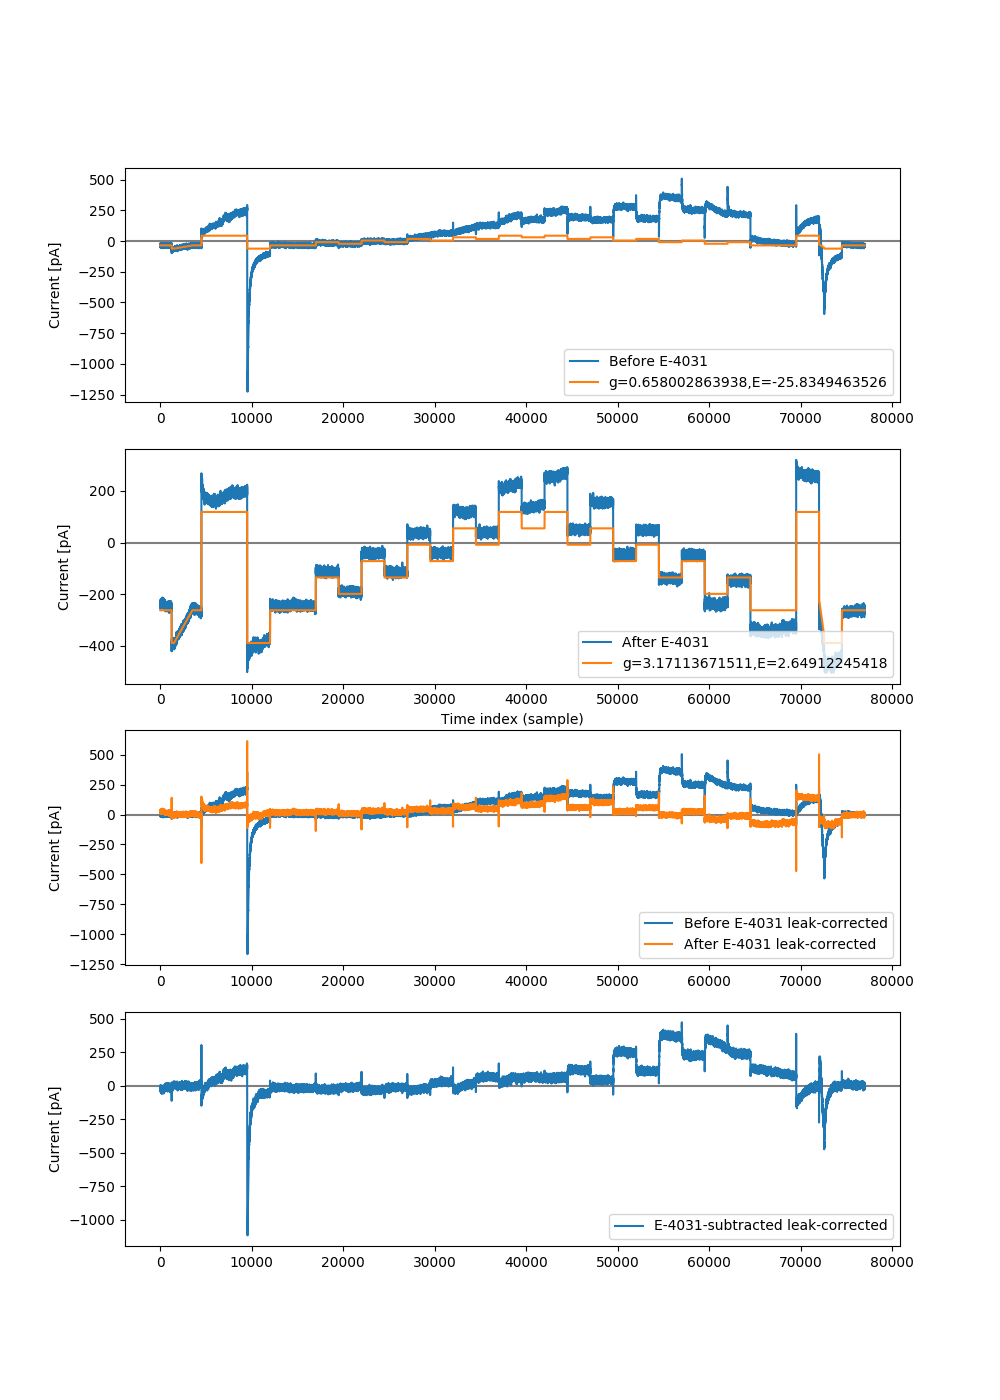 500
250
0
−250
−500
−750
−1000
−1250
Current [pA]
Before E-4031
g=0.658002863938,E=-25.8349463526
0 10000 20000 30000 40000 50000 60000 70000 80000
200
0
−200
−400
Current [pA]
After E-4031
g=3.17113671511,E=2.64912245418
0 10000 20000 30000 40000 50000 60000 70000 80000
Time index (sample)
500
250
0
−250
−500
−750
−1000
−1250
Current [pA]
Before E-4031 leak-corrected
After E-4031 leak-corrected
0 10000 20000 30000 40000 50000 60000 70000 80000
500
250
0
−250
−500
−750
−1000
Current [pA]
E-4031-subtracted leak-corrected
0 10000 20000 30000 40000 50000 60000 70000 80000